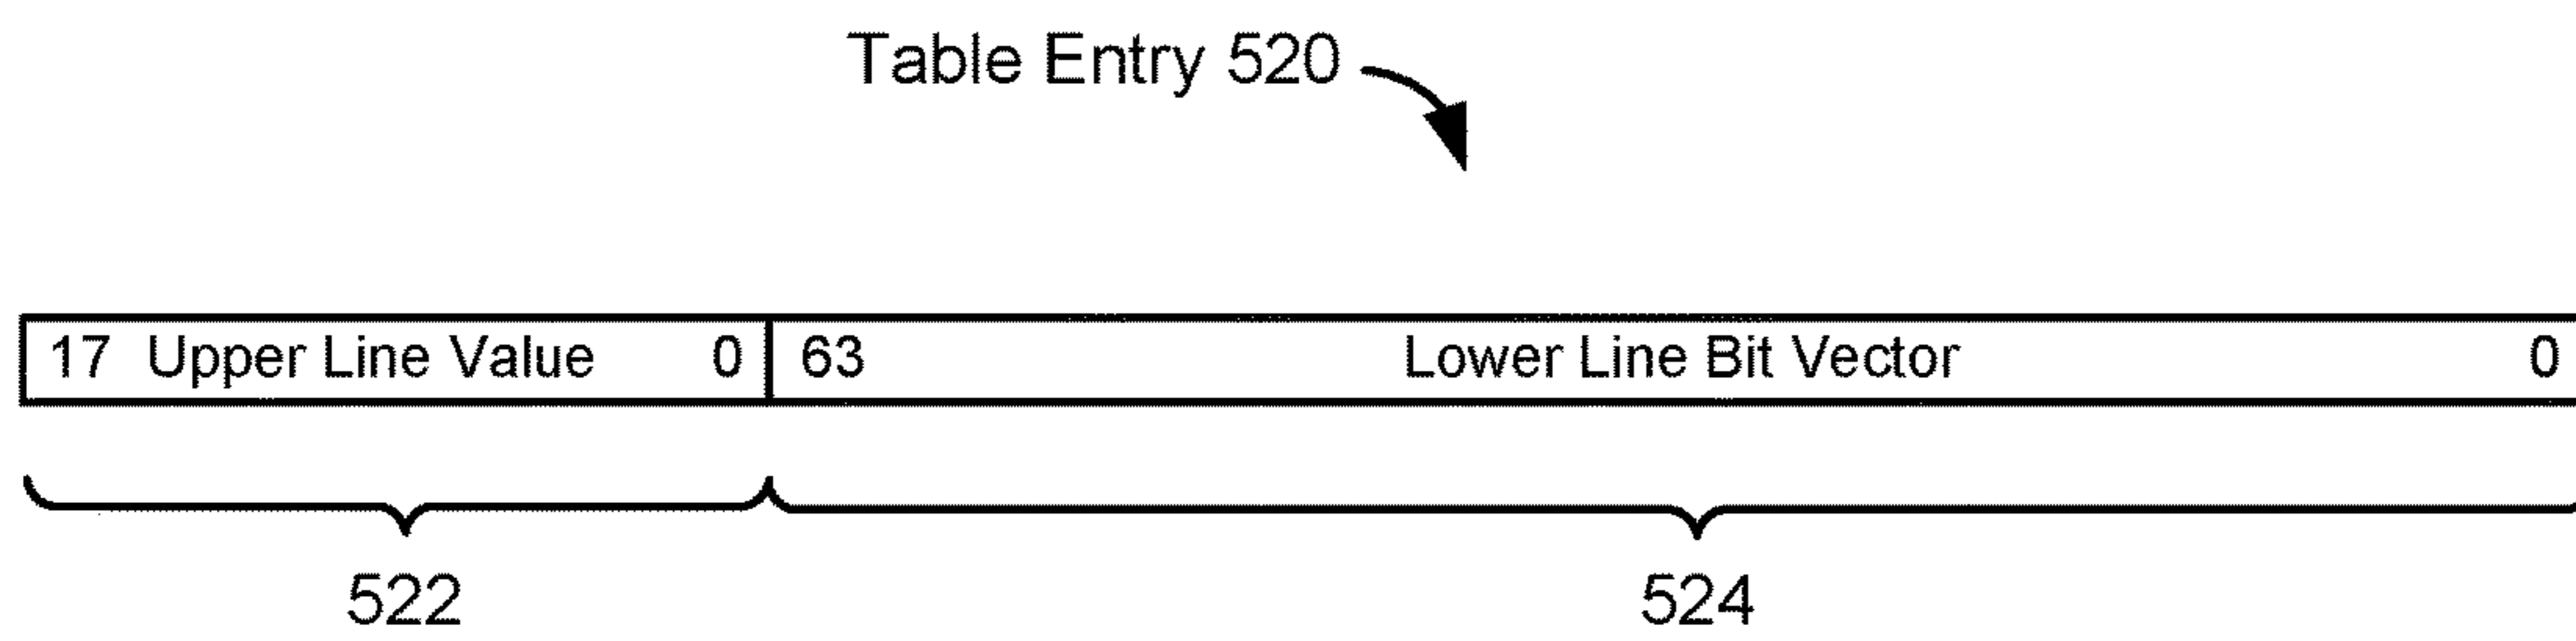 Table Entry 520
17 Upper Line Value 0 63 Lower Line Bit Vector 0
522 524